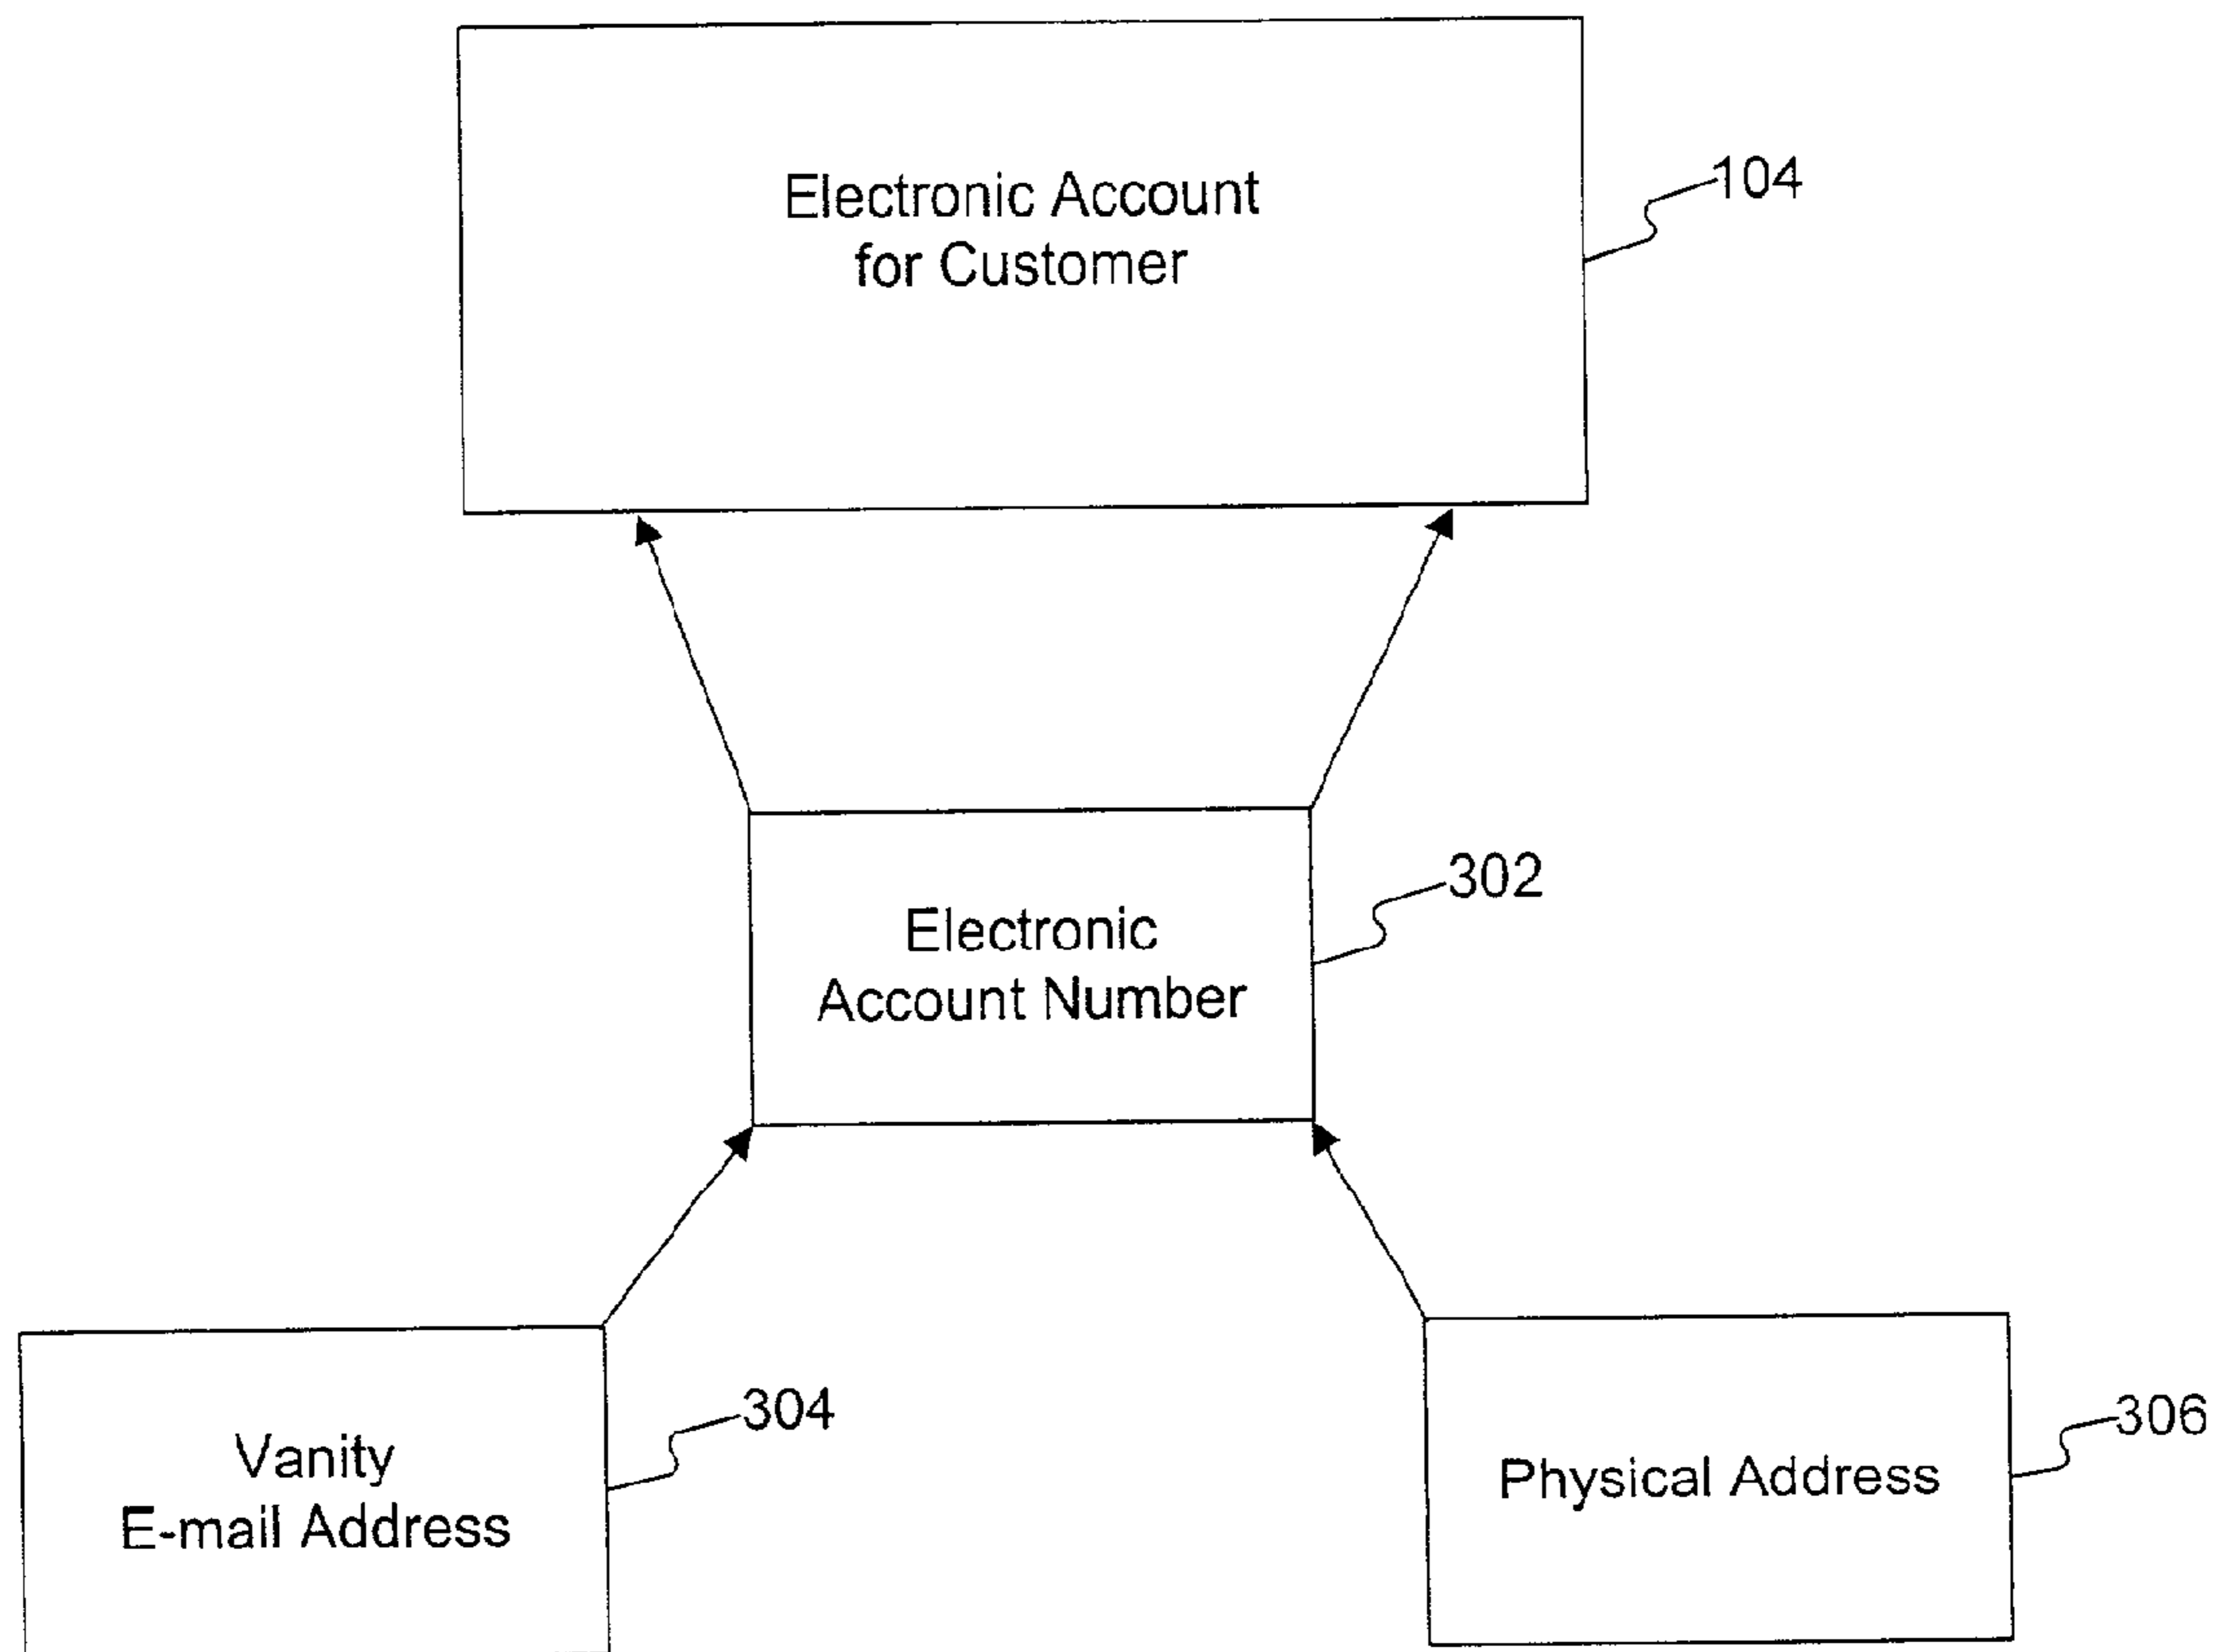 Electronic Account
for Customer
104
Electronic
Account Number
302
Vanity
E-mail Address
304
Physical Address
306